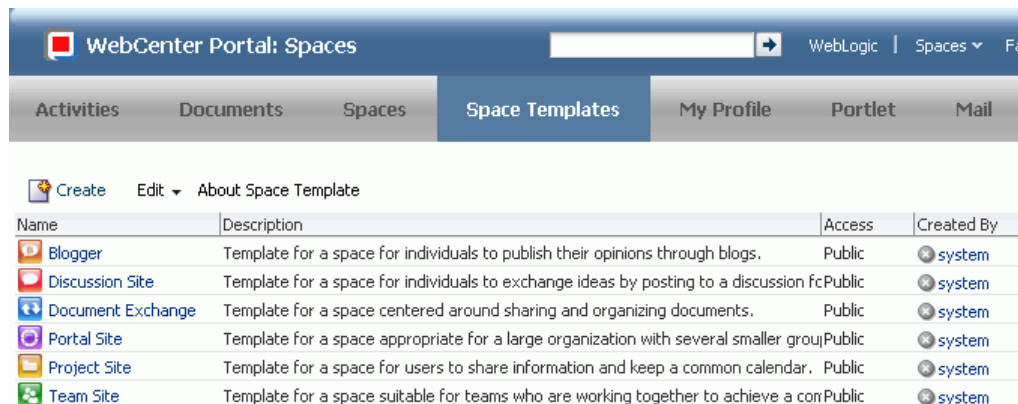 WebCenter Portal: Spaces WebLogic | Spaces Fa
Activities Documents Spaces Space Templates My Profile Portlet Mail
Create Edit About Space Template
Name Description Access Created By
Blogger Template for a space for individuals to publish their opinions through blogs. Public system
Discussion Site Template for a space for individuals to exchange ideas by posting to a discussion fc Public system
Document Exchange Template for a space centered around sharing and organizing documents. Public system
Portal Site Template for a space appropriate for a large organization with several smaller grou Public system
Project Site Template for a space for users to share information and keep a common calendar. Public system
Team Site Template for a space suitable for teams who are working together to achieve a com Public system